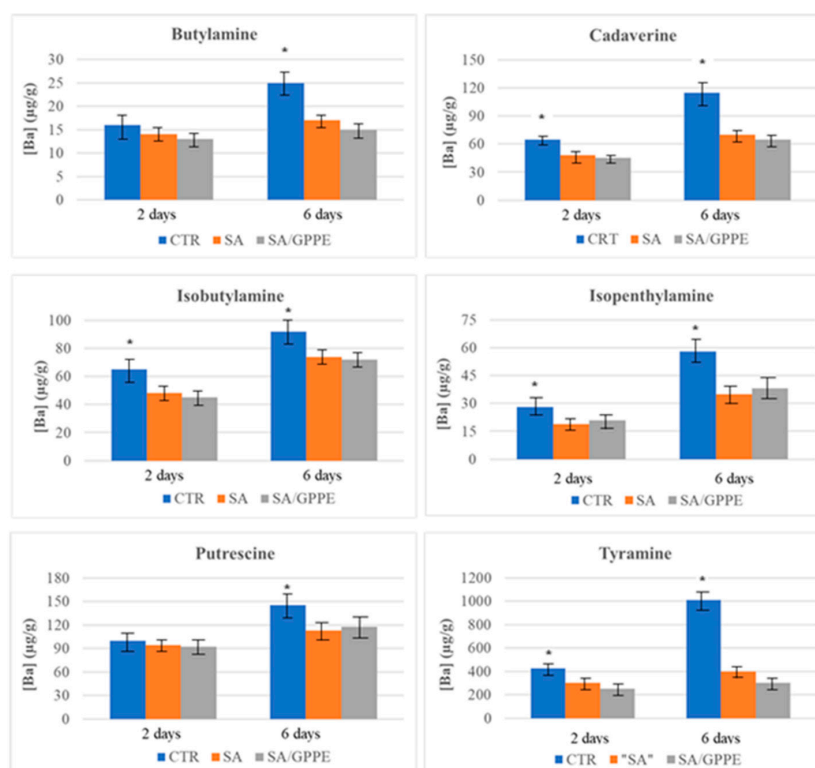 Butylamine
*
30
25
20
15
10
5
0
[Ba] (µg/g)
2 days 6 days
CTR SA SA/GPPE
Cadaverine
* *
150
120
90
60
30
0
[Ba] (µg/g)
2 days 6 days
CRT SA SA/GPPE
Isobutylamine
* *
100
80
60
40
20
0
[Ba] (µg/g)
2 days 6 days
CTR SA SA/GPPE
Isopenthylamine
* *
75
60
45
30
15
0
[Ba] (µg/g)
2 days 6 days
CTR SA SA/GPPE
Putrescine
*
180
150
120
90
60
30
0
[Ba] (µg/g)
2 days 6 days
CTR SA SA/GPPE
Tyramine
* *
1200
1000
800
600
400
200
0
[Ba] (µg/g)
2 days 6 days
CTR "SA" SA/GPPE